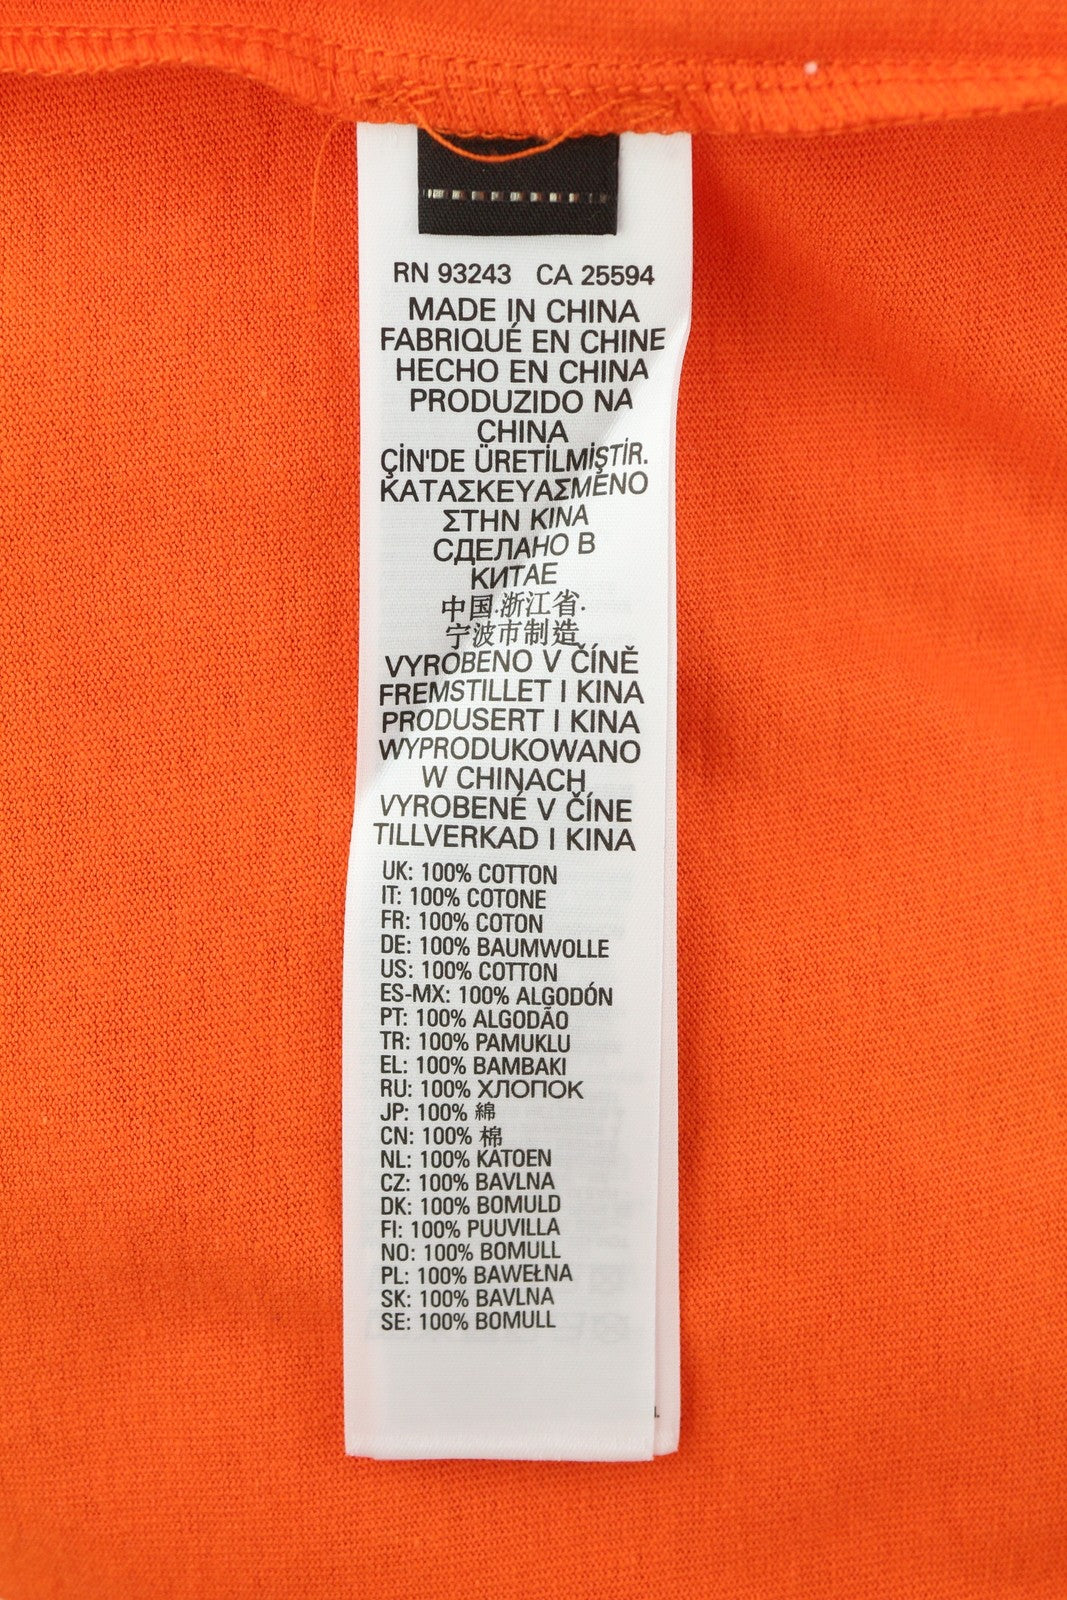 RN 93243 CA 25594
MADE IN CHINA
FABRIQUÉ EN CHINE
HECHO EN CHINA
PRODUZIDO NA
CHINA
ÇİN'DE ÜRETİLMİŞTİR.
ΚΑΤΑΣΚΕΥΑΣΜΕΝΟ
ΣΤΗΝ ΚΙΝΑ
СДЕЛАНО В
КИТАЕ
中国.浙江省.
宁波市制造
VYROBENO V ČÍNĚ
FREMSTILLET I KINA
PRODUSERT I KINA
WYPRODUKOWANO
W CHINACH
VYROBENÉ V ČÍNE
TILLVERKAD I KINA
UK: 100% COTTON
IT: 100% COTONE
FR: 100% COTON
DE: 100% BAUMWOLLE
US: 100% COTTON
ES-MX: 100% ALGODÓN
PT: 100% ALGODÃO
TR: 100% PAMUKLU
EL: 100% BAMBAKI
RU: 100% ХЛОПОК
JP: 100% 綿
CN: 100% 棉
NL: 100% KATOEN
CZ: 100% BAVLNA
DK: 100% BOMULD
FI: 100% PUUVILLA
NO: 100% BOMULL
PL: 100% BAWEŁNA
SK: 100% BAVLNA
SE: 100% BOMULL